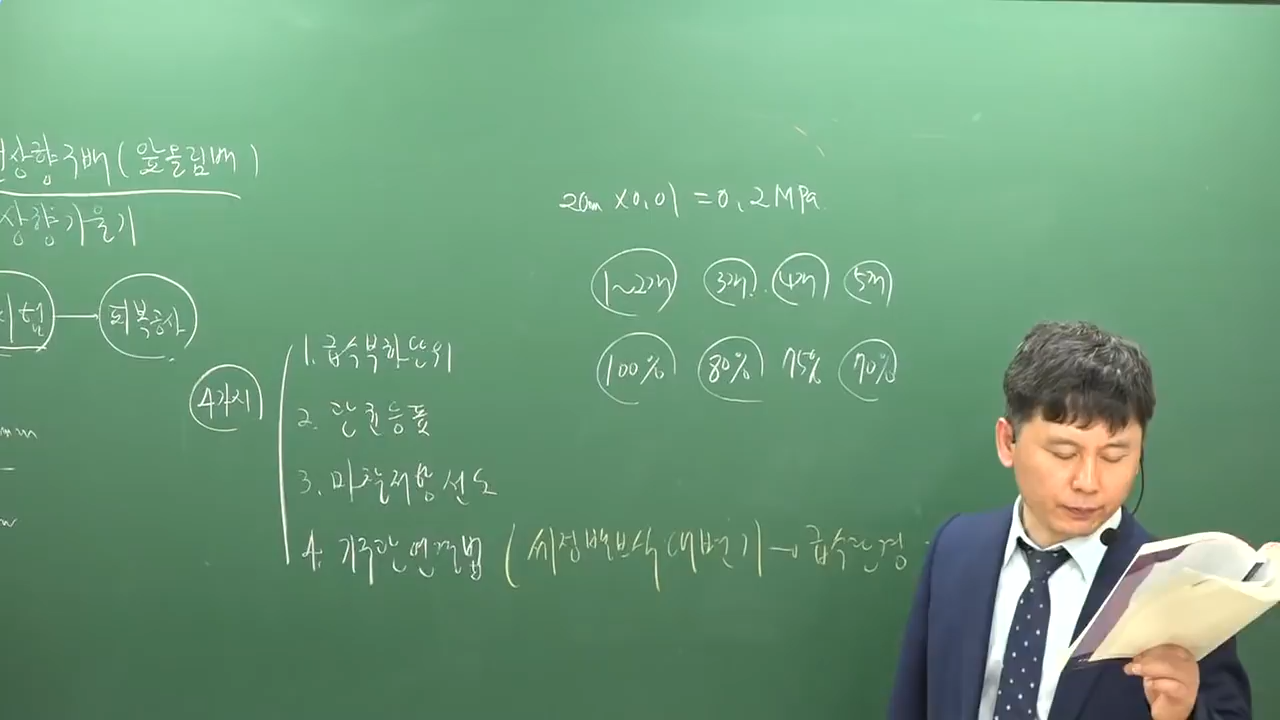 상향구배(앞올림배)
상향기울기
회복공사
mm
4가지
1. 급수부하단위
2. 관균등표
3. 마찰저항선도
4. 기구관연결법 (세정밸브식 대변기 → 급수관경
20m ×0.01 = 0.2MPa
1~2개 3개 4개 5개
100% 80% 75% 70%